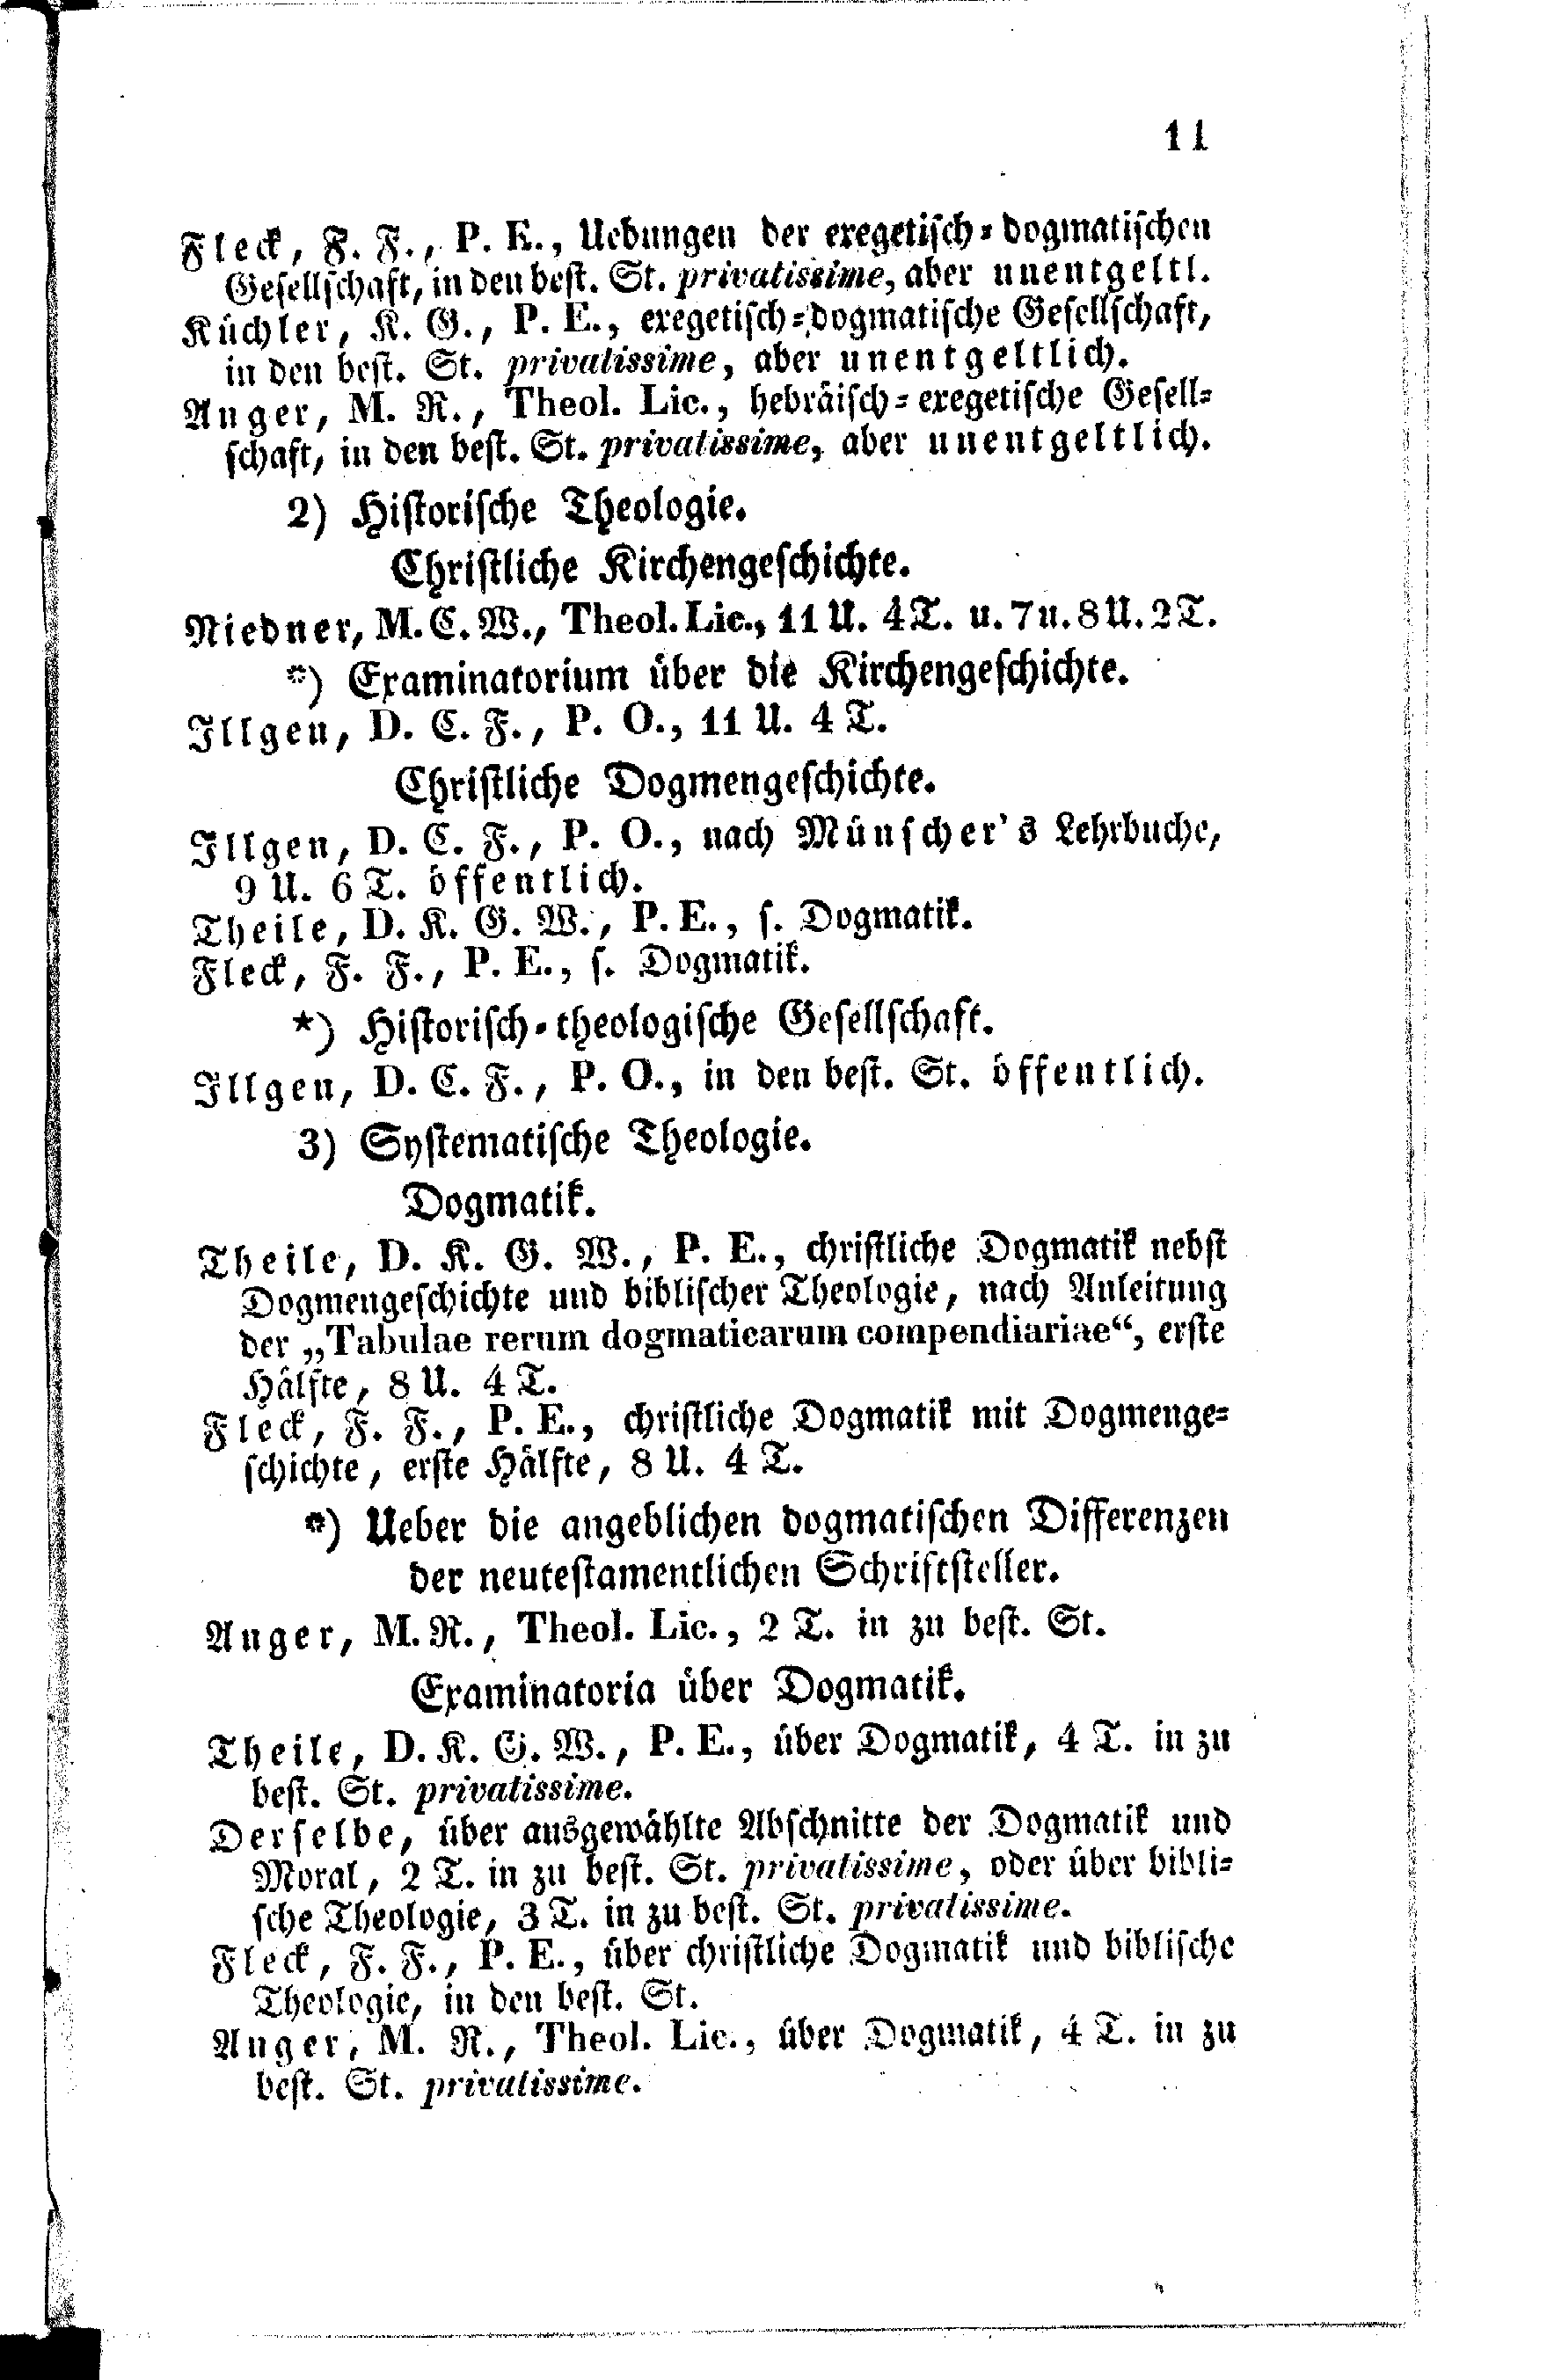 11
Fleck, F. F., P. E., Uebungen der exegetisch-dogmatischen
Gesellschaft, in den best. St. privatissime, aber unentgeltl.
Küchler, K. G., P. E., exegetisch-dogmatische Gesellschaft,
in den best. St. privatissime, aber unentgeltlich.
Anger, M. R., Theol. Lic., hebräisch-exegetische Gesell-
schaft, in den best. St. privatissime, aber unentgeltlich.
2) Historische Theologie.
Christliche Kirchengeschichte.
Niedner, M. C. W., Theol. Lic., 11 U. 4 T. u. 7 u. 8 U. 2 T.
*) Examinatorium über die Kirchengeschichte.
Illgen, D. C. F., P. O., 11 U. 4 T.
Christliche Dogmengeschichte.
Illgen, D. C. F., P. O., nach Münscher's Lehrbuche,
9 U. 6 T. öffentlich.
Theile, D. K. G. W., P. E., s. Dogmatik.
Fleck, F. F., P. E., s. Dogmatik.
*) Historisch-theologische Gesellschaft.
Illgen, D. C. F., P. O., in den best. St. öffentlich.
3) Systematische Theologie.
Dogmatik.
Theile, D. K. G. W., P. E., christliche Dogmatik nebst
Dogmengeschichte und biblischer Theologie, nach Anleitung
der „Tabulae rerum dogmaticarum compendiariae“, erste
Hälfte, 8 U. 4 T.
Fleck, F. F., P. E., christliche Dogmatik mit Dogmenge-
schichte, erste Hälfte, 8 U. 4 T.
*) Ueber die angeblichen dogmatischen Differenzen
der neutestamentlichen Schriftsteller.
Anger, M. R., Theol. Lic., 2 T. in zu best. St.
Examinatoria über Dogmatik.
Theile, D. K. G. W., P. E., über Dogmatik, 4 T. in zu
best. St. privatissime.
Derselbe, über ausgewählte Abschnitte der Dogmatik und
Moral, 2 T. in zu best. St. privatissime, oder über bibli-
sche Theologie, 3 T. in zu best. St. privatissime.
Fleck, F. F., P. E., über christliche Dogmatik und biblische
Theologie, in den best. St.
Anger, M. R., Theol. Lic., über Dogmatik, 4 T. in zu
best. St. privatissime.